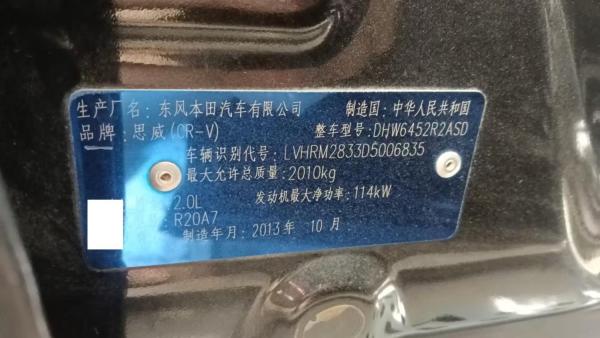 生产厂名：东风本田汽车有限公司 制造国：中华人民共和国
品牌：思威(CR-V) 整车型号：DHW6452R2ASD
车辆识别代号：LVHRM2833D5006835
最大允许总质量：2010kg
2.0L 发动机最大净功率：114kW
R20A7
制造年月：2013年 10月